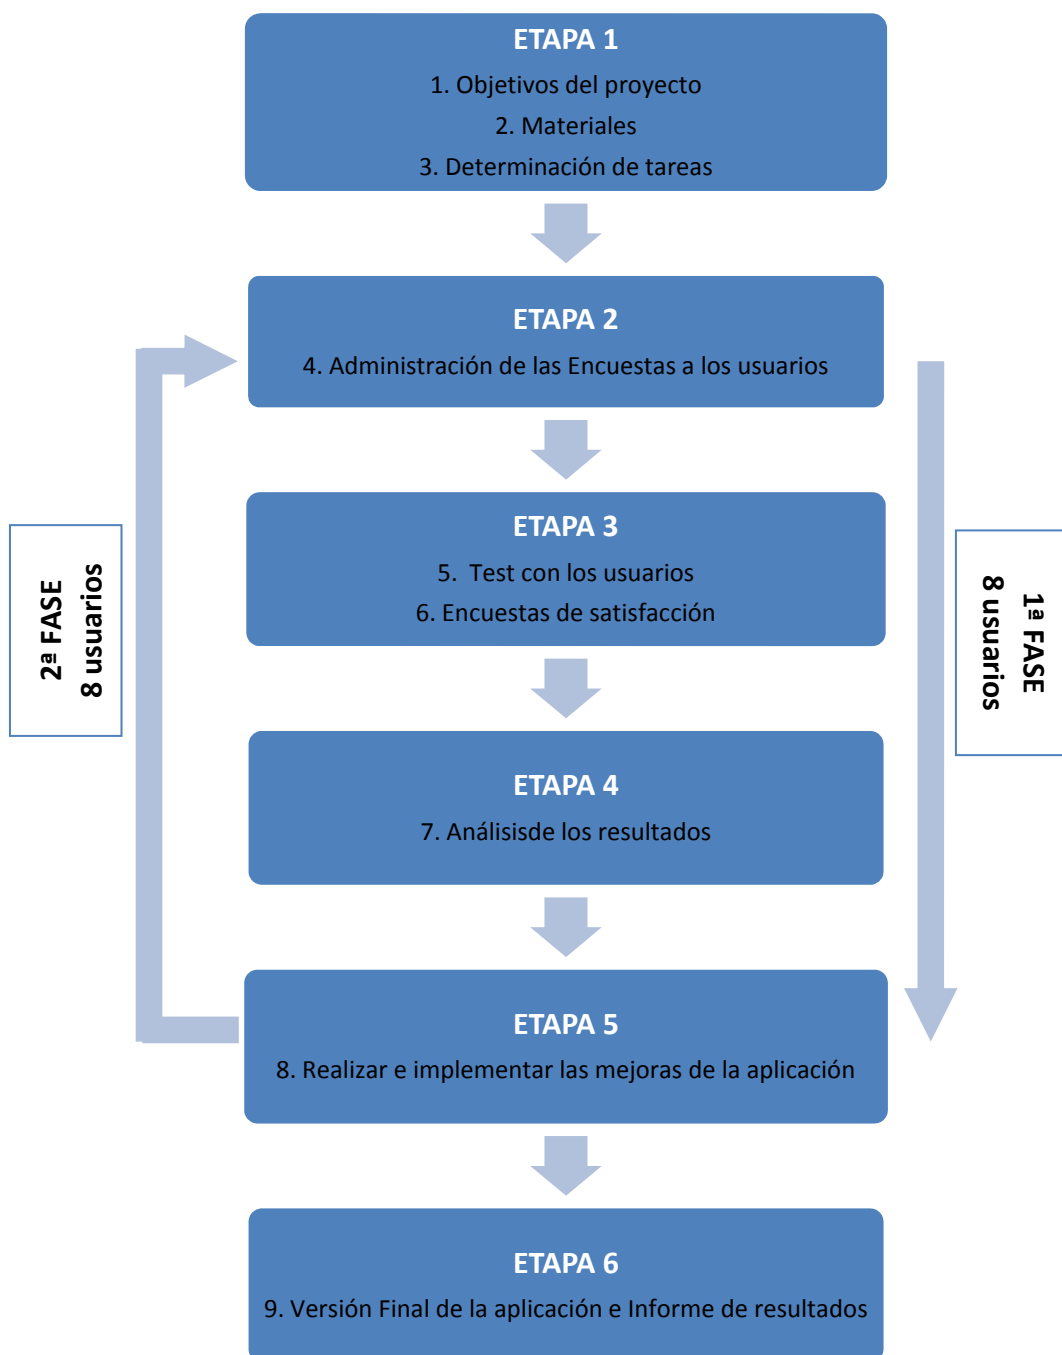 ETAPA 1
1. Objetivos del proyecto
2. Materiales
3. Determinación de tareas
ETAPA 2
4. Administración de las Encuestas a los usuarios
ETAPA 3
5.  Test con los usuarios
6. Encuestas de satisfacción
2ª FASE
8 usuarios
1ª FASE
8 usuarios
ETAPA 4
7. Análisisde los resultados
ETAPA 5
8. Realizar e implementar las mejoras de la aplicación
ETAPA 6
9. Versión Final de la aplicación e Informe de resultados